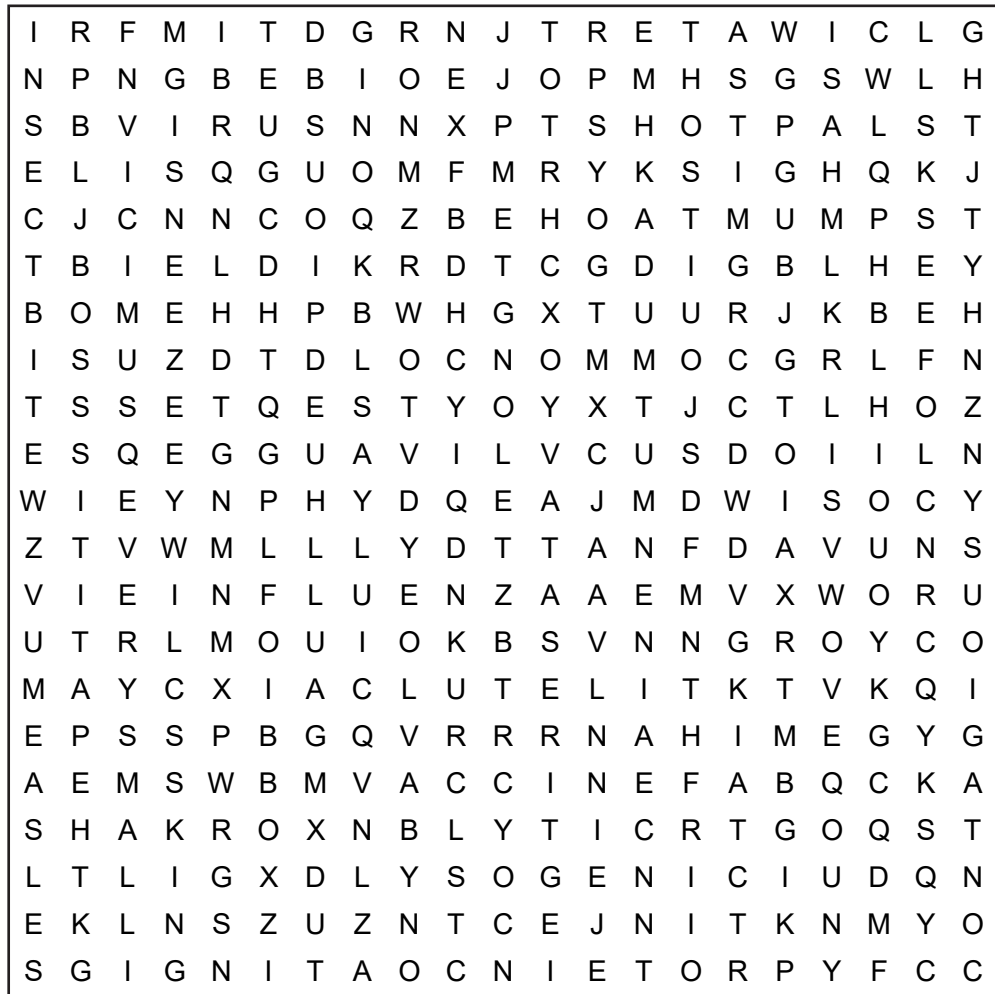 I R F M I T D G R N J T R E T A W I C L G
N P N G B E B I O E J O P M H S G S W L H
S B V I R U S N N X P T S H O T P A L S T
E L I S Q G U O M F M R Y K S I G H Q K J
C J C N N C O Q Z B E H O A T M U M P S T
T B I E L D I K R D T C G D I G B L H E Y
B O M E H H P B W H G X T U U R J K B E H
I S U Z D T D L O C N O M M O C G R L F N
T S S E T Q E S T Y O Y X T J C T L H O Z
E S Q E G G U A V I L V C U S D O I I L N
W I E Y N P H Y D Q E A J M D W I S O C Y
Z T V W M L L L Y D T T A N F D A V U N S
V I E I N F L U E N Z A A E M V X W O R U
U T R L M O U I O K B S V N N G R O Y C O
M A Y C X I A C L U T E L I T K T V K Q I
E P S S P B G Q V R R R N A H I M E G Y G
A E M S W B M V A C C I N E F A B Q C K A
S H A K R O X N B L Y T I C R T G O Q S T
L T L I G X D L Y S O G E N I C I U D Q N
E K L N S Z U Z N T C E J N I T K N M Y O
S G I G N I T A O C N I E T O R P Y F C C